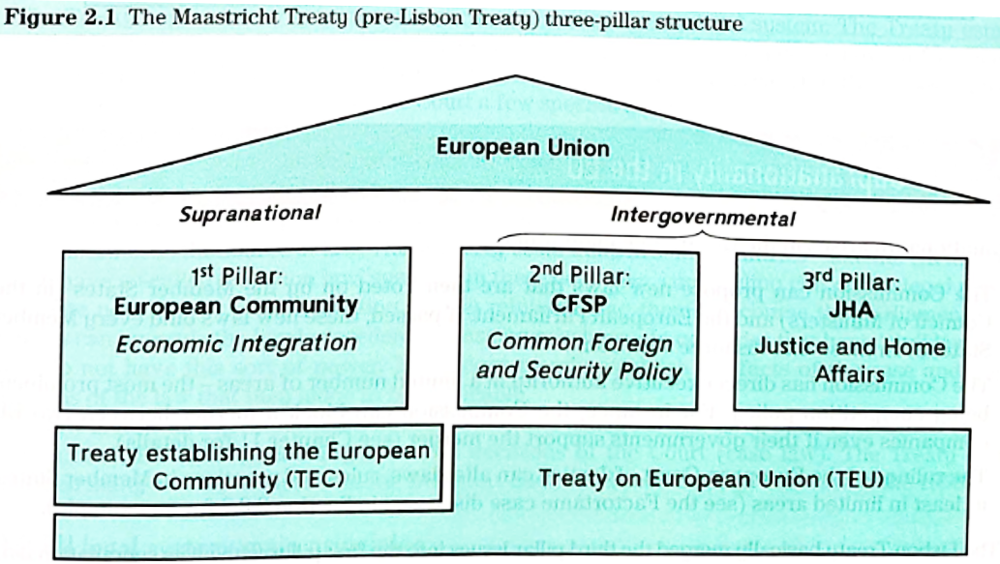 Figure 2.1 The Maastricht Treaty (pre-Lisbon Treaty) three-pillar structure
European Union
Supranational
Intergovernmental
1st Pillar:
European Community
Economic Integration
2nd Pillar:
CFSP
Common Foreign
and Security Policy
3rd Pillar:
JHA
Justice and Home
Affairs
Treaty establishing the European
Community (TEC)
Treaty on European Union (TEU)